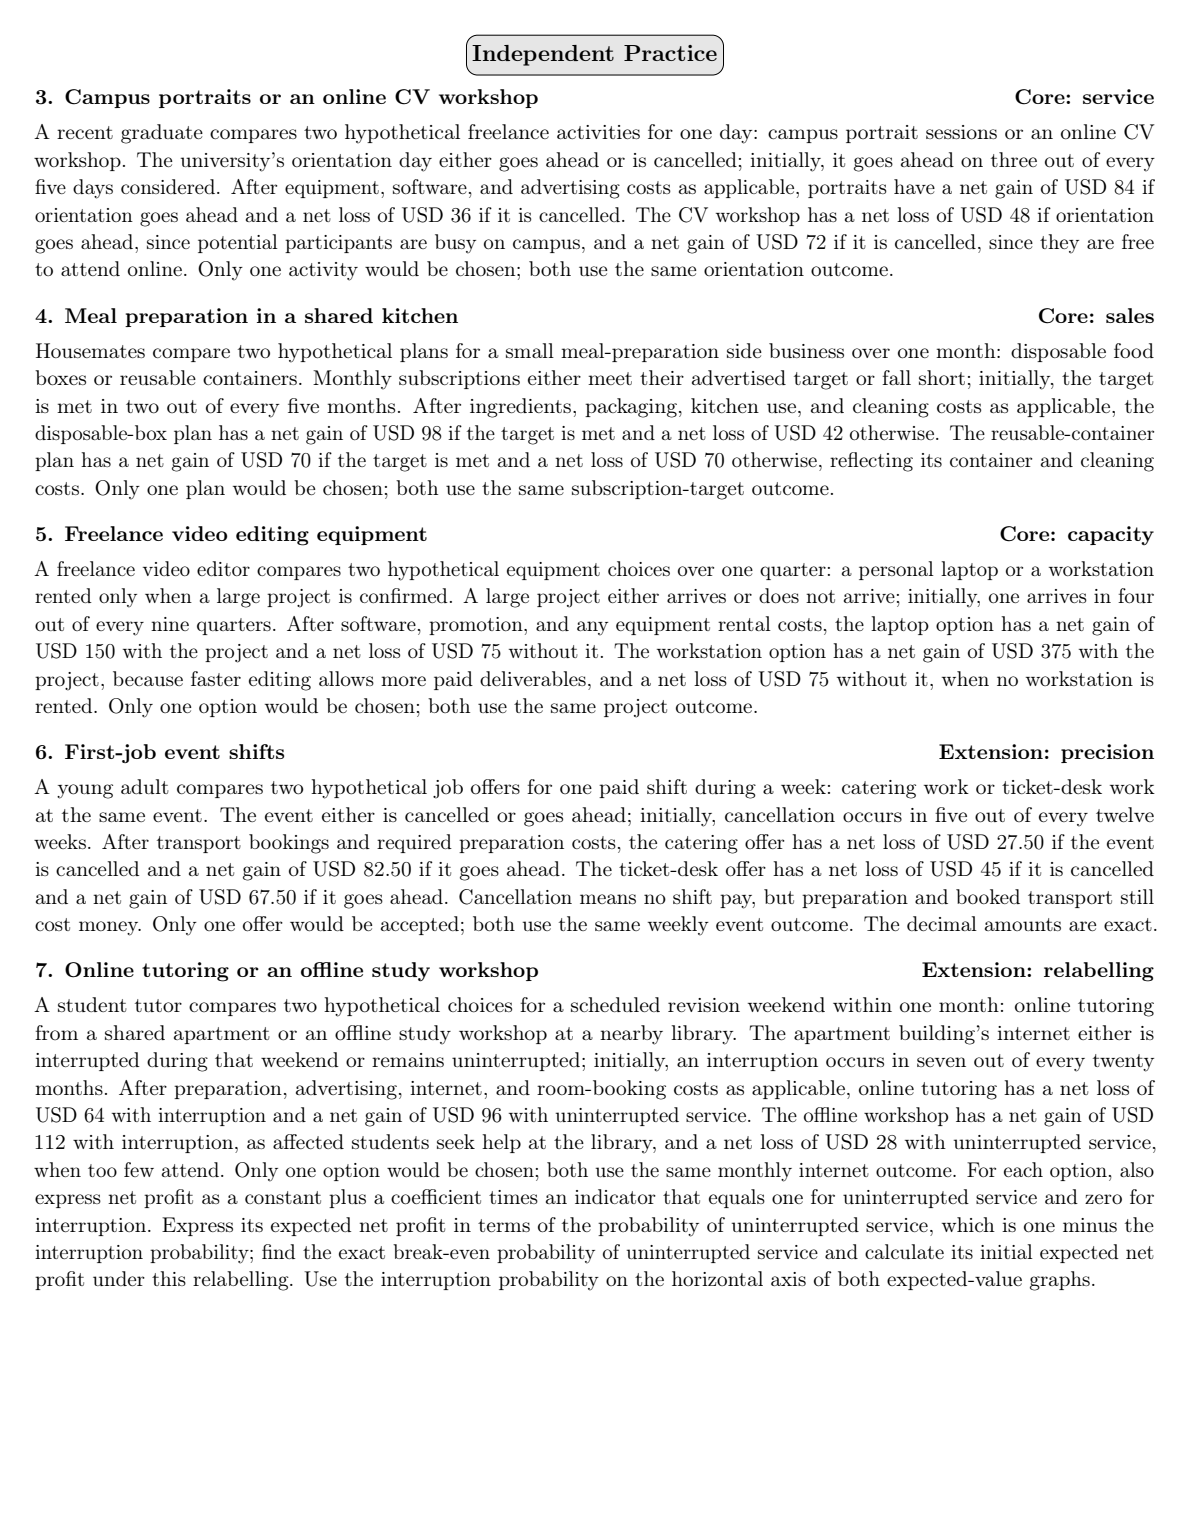 Independent Practice
3. Campus portraits or an online CV workshop Core: service
A recent graduate compares two hypothetical freelance activities for one day: campus portrait sessions or an online CV
workshop. The university's orientation day either goes ahead or is cancelled; initially, it goes ahead on three out of every
five days considered. After equipment, software, and advertising costs as applicable, portraits have a net gain of USD 84 if
orientation goes ahead and a net loss of USD 36 if it is cancelled. The CV workshop has a net loss of USD 48 if orientation
goes ahead, since potential participants are busy on campus, and a net gain of USD 72 if it is cancelled, since they are free
to attend online. Only one activity would be chosen; both use the same orientation outcome.
4. Meal preparation in a shared kitchen Core: sales
Housemates compare two hypothetical plans for a small meal-preparation side business over one month: disposable food
boxes or reusable containers. Monthly subscriptions either meet their advertised target or fall short; initially, the target
is met in two out of every five months. After ingredients, packaging, kitchen use, and cleaning costs as applicable, the
disposable-box plan has a net gain of USD 98 if the target is met and a net loss of USD 42 otherwise. The reusable-container
plan has a net gain of USD 70 if the target is met and a net loss of USD 70 otherwise, reflecting its container and cleaning
costs. Only one plan would be chosen; both use the same subscription-target outcome.
5. Freelance video editing equipment Core: capacity
A freelance video editor compares two hypothetical equipment choices over one quarter: a personal laptop or a workstation
rented only when a large project is confirmed. A large project either arrives or does not arrive; initially, one arrives in four
out of every nine quarters. After software, promotion, and any equipment rental costs, the laptop option has a net gain of
USD 150 with the project and a net loss of USD 75 without it. The workstation option has a net gain of USD 375 with the
project, because faster editing allows more paid deliverables, and a net loss of USD 75 without it, when no workstation is
rented. Only one option would be chosen; both use the same project outcome.
6. First-job event shifts Extension: precision
A young adult compares two hypothetical job offers for one paid shift during a week: catering work or ticket-desk work
at the same event. The event either is cancelled or goes ahead; initially, cancellation occurs in five out of every twelve
weeks. After transport bookings and required preparation costs, the catering offer has a net loss of USD 27.50 if the event
is cancelled and a net gain of USD 82.50 if it goes ahead. The ticket-desk offer has a net loss of USD 45 if it is cancelled
and a net gain of USD 67.50 if it goes ahead. Cancellation means no shift pay, but preparation and booked transport still
cost money. Only one offer would be accepted; both use the same weekly event outcome. The decimal amounts are exact.
7. Online tutoring or an offline study workshop Extension: relabelling
A student tutor compares two hypothetical choices for a scheduled revision weekend within one month: online tutoring
from a shared apartment or an offline study workshop at a nearby library. The apartment building's internet either is
interrupted during that weekend or remains uninterrupted; initially, an interruption occurs in seven out of every twenty
months. After preparation, advertising, internet, and room-booking costs as applicable, online tutoring has a net loss of
USD 64 with interruption and a net gain of USD 96 with uninterrupted service. The offline workshop has a net gain of USD
112 with interruption, as affected students seek help at the library, and a net loss of USD 28 with uninterrupted service,
when too few attend. Only one option would be chosen; both use the same monthly internet outcome. For each option, also
express net profit as a constant plus a coefficient times an indicator that equals one for uninterrupted service and zero for
interruption. Express its expected net profit in terms of the probability of uninterrupted service, which is one minus the
interruption probability; find the exact break-even probability of uninterrupted service and calculate its initial expected net
profit under this relabelling. Use the interruption probability on the horizontal axis of both expected-value graphs.